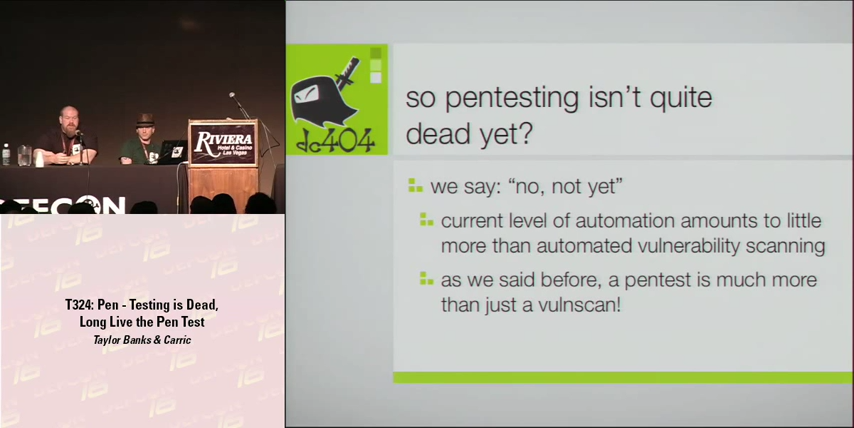 RIVIERA
Hotel & Casino
Las Vegas
DEFCON
T324: Pen - Testing is Dead,
Long Live the Pen Test
Taylor Banks & Carric
dc404
so pentesting isn't quite
dead yet?
we say: "no, not yet"
current level of automation amounts to little
more than automated vulnerability scanning
as we said before, a pentest is much more
than just a vulnscan!